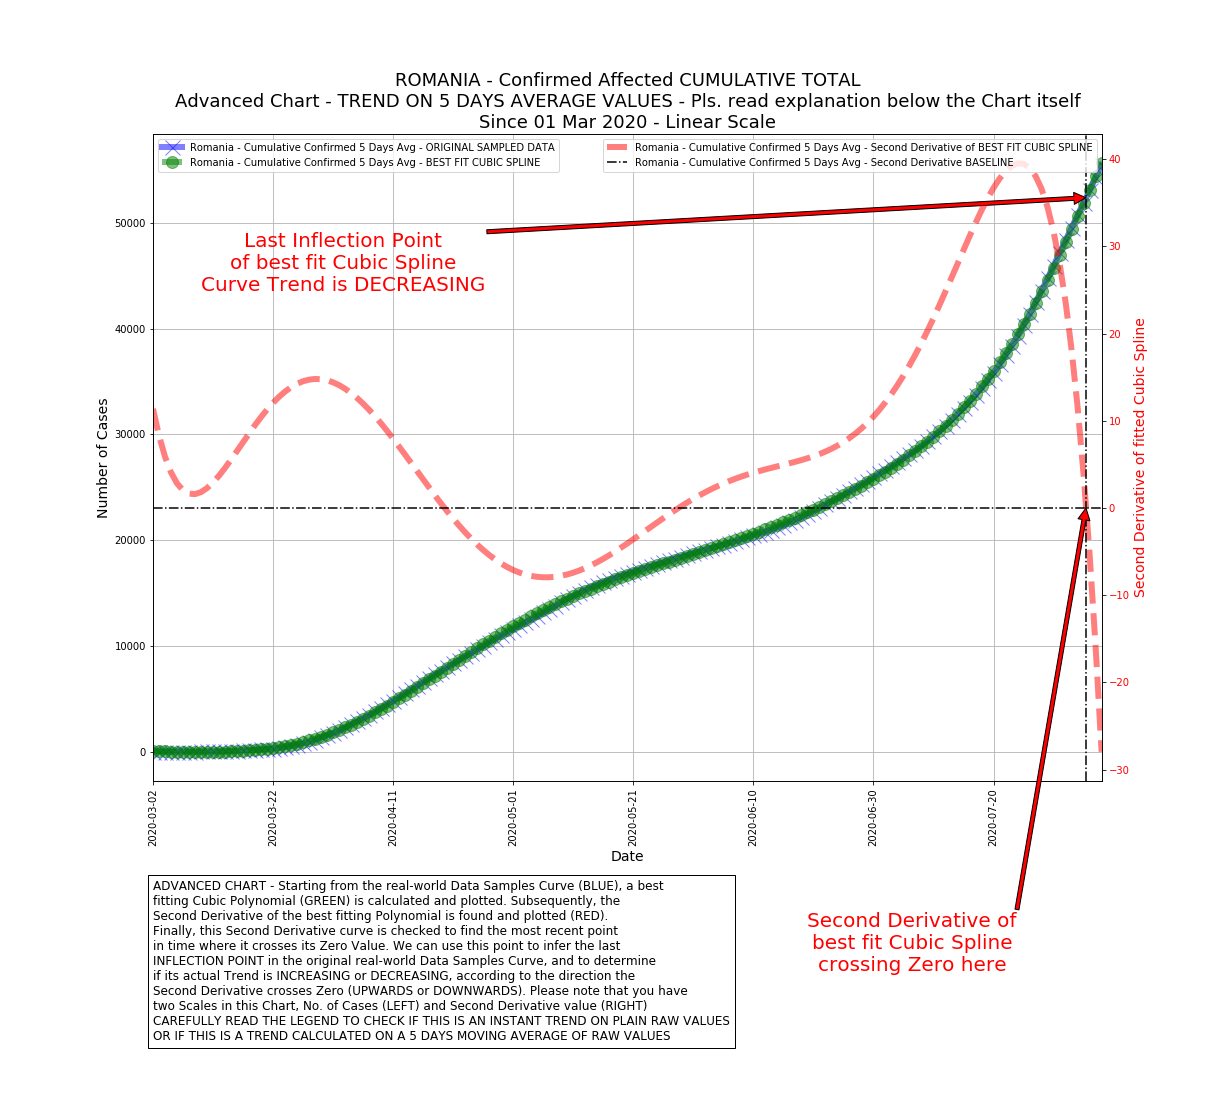 ROMANIA - Confirmed Affected CUMULATIVE TOTAL
Advanced Chart - TREND ON 5 DAYS AVERAGE VALUES - Pls. read explanation below the Chart itself
Since 01 Mar 2020 - Linear Scale
Romania - Cumulative Confirmed 5 Days Avg - ORIGINAL SAMPLED DATA
Romania - Cumulative Confirmed 5 Days Avg - BEST FIT CUBIC SPLINE
Romania - Cumulative Confirmed 5 Days Avg - Second Derivative of BEST FIT CUBIC SPLINE
Romania - Cumulative Confirmed 5 Days Avg - Second Derivative BASELINE
Last Inflection Point
of best fit Cubic Spline
Curve Trend is DECREASING
Number of Cases
50000
40000
30000
20000
10000
0
40
30
20
10
0
−10
−20
−30
Second Derivative of fitted Cubic Spline
2020-03-02
2020-03-22
2020-04-11
2020-05-01
2020-05-21
2020-06-10
2020-06-30
2020-07-20
Date
ADVANCED CHART - Starting from the real-world Data Samples Curve (BLUE), a best
fitting Cubic Polynomial (GREEN) is calculated and plotted. Subsequently, the
Second Derivative of the best fitting Polynomial is found and plotted (RED).
Finally, this Second Derivative curve is checked to find the most recent point
in time where it crosses its Zero Value. We can use this point to infer the last
INFLECTION POINT in the original real-world Data Samples Curve, and to determine
if its actual Trend is INCREASING or DECREASING, according to the direction the
Second Derivative crosses Zero (UPWARDS or DOWNWARDS). Please note that you have
two Scales in this Chart, No. of Cases (LEFT) and Second Derivative value (RIGHT)
CAREFULLY READ THE LEGEND TO CHECK IF THIS IS AN INSTANT TREND ON PLAIN RAW VALUES
OR IF THIS IS A TREND CALCULATED ON A 5 DAYS MOVING AVERAGE OF RAW VALUES
Second Derivative of
best fit Cubic Spline
crossing Zero here